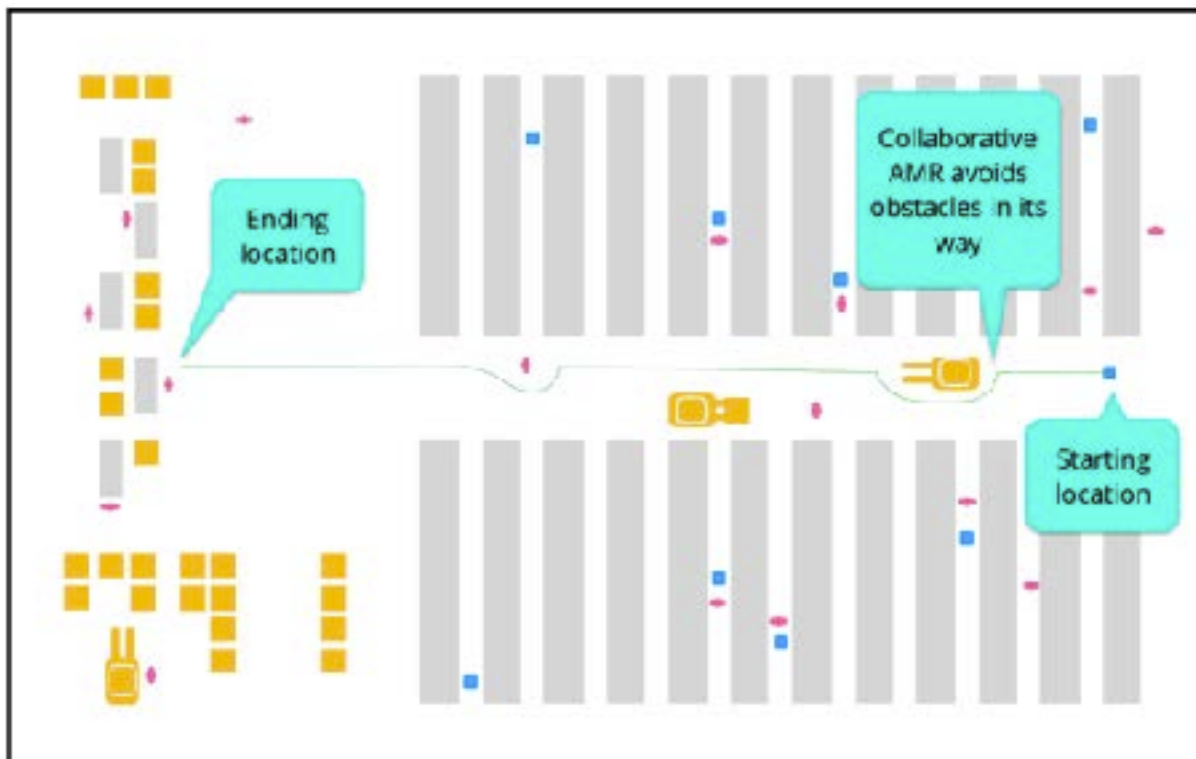 Ending
location
Collaborative
AMR avoids
obstacles in its
way
Starting
location